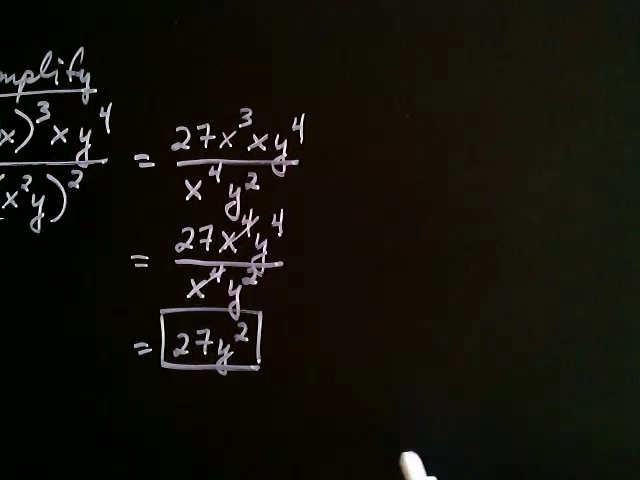 mplify
x)³xy⁴ / (x²y)² = 27x³xy⁴ / x⁴y²
= 27x⁴y⁴ / x⁴y²
= 27y²